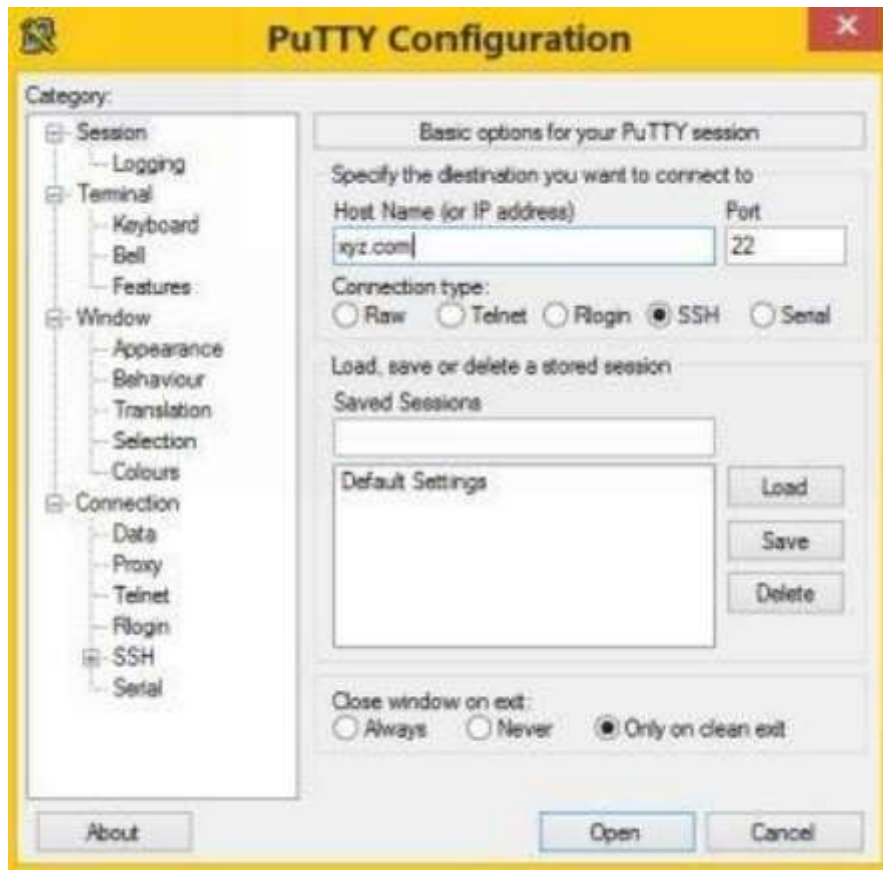 PuTTY Configuration
Category:
Session
Logging
Terminal
Keyboard
Bell
Features
Window
Appearance
Behaviour
Translation
Selection
Colours
Connection
Data
Proxy
Telnet
Rlogin
SSH
Serial
Basic options for your PuTTY session
Specify the destination you want to connect to
Host Name (or IP address) Port
xyz.com 22
Connection type:
Raw Telnet Rlogin SSH Serial
Load, save or delete a stored session
Saved Sessions
Default Settings
Load
Save
Delete
Close window on exit:
Always Never Only on clean exit
About Open Cancel